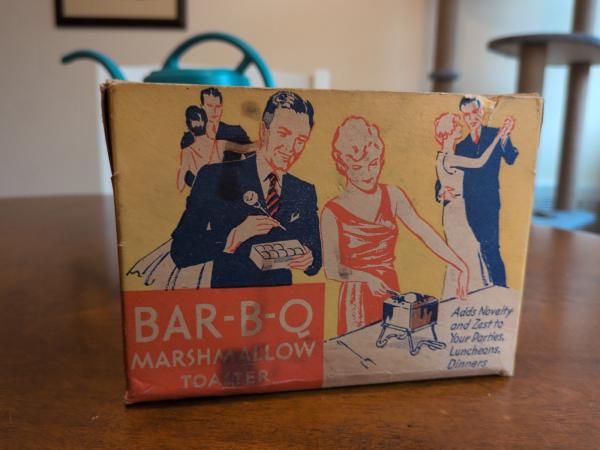 BAR-B-Q
MARSHMALLOW
TOASTER
Adds Novelty
and Zest to
Your Parties,
Luncheons,
Dinners